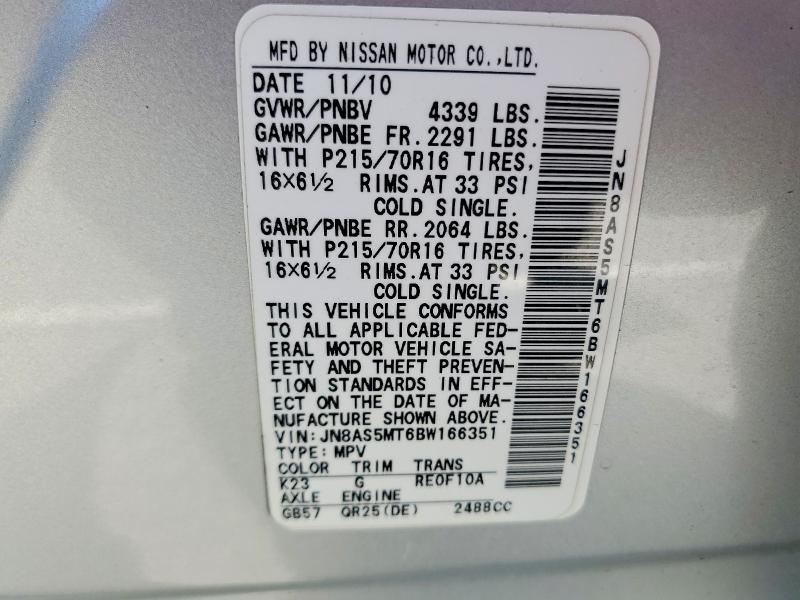 MFD BY NISSAN MOTOR CO.,LTD.
DATE 11/10
GVWR/PNBV 4339 LBS.
GAWR/PNBE FR. 2291 LBS.
WITH P215/70R16 TIRES,
16X6½ RIMS. AT 33 PSI
COLD SINGLE.
GAWR/PNBE RR. 2064 LBS.
WITH P215/70R16 TIRES,
16X6½ RIMS. AT 33 PSI
COLD SINGLE.
THIS VEHICLE CONFORMS
TO ALL APPLICABLE FED-
ERAL MOTOR VEHICLE SA-
FETY AND THEFT PREVEN-
TION STANDARDS IN EFF-
ECT ON THE DATE OF MA-
NUFACTURE SHOWN ABOVE.
VIN:JN8AS5MT6BW166351
TYPE: MPV
COLOR TRIM TRANS
K23 G RE0F10A
AXLE ENGINE
GB57 QR25(DE) 2488CC
JN8AS5MT6BW166351